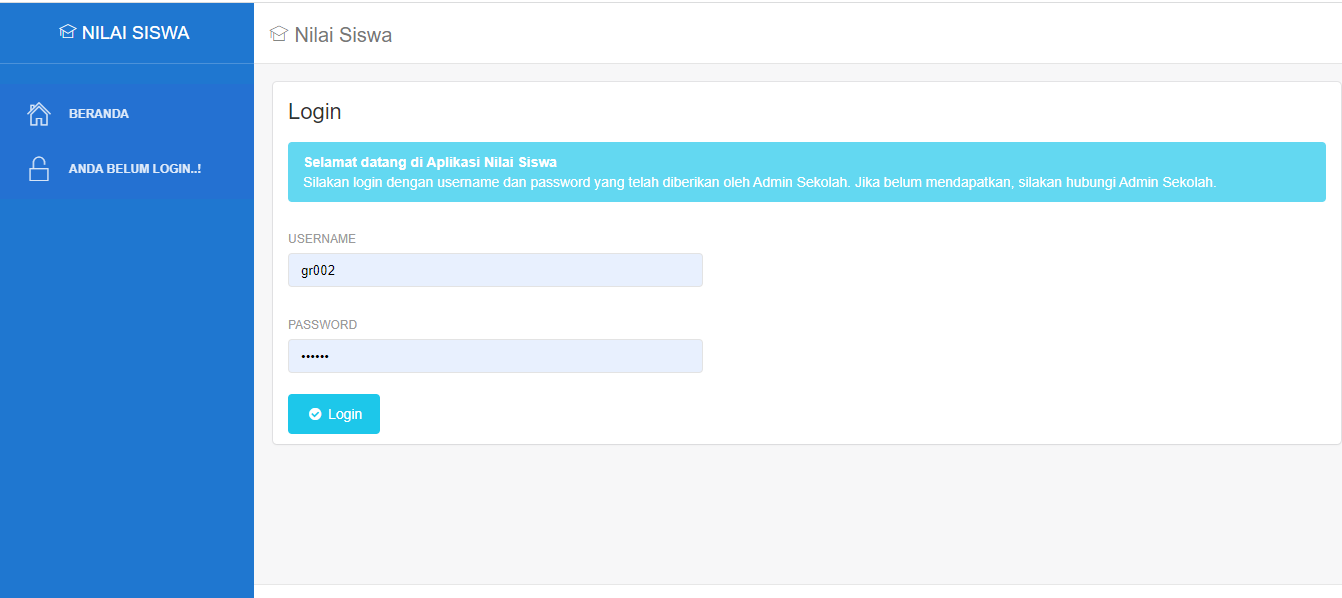 NILAI SISWA
Nilai Siswa
BERANDA
ANDA BELUM LOGIN..!
Login
Selamat datang di Aplikasi Nilai Siswa
Silakan login dengan username dan password yang telah diberikan oleh Admin Sekolah. Jika belum mendapatkan, silakan hubungi Admin Sekolah.
USERNAME
gr002
PASSWORD
••••••
Login